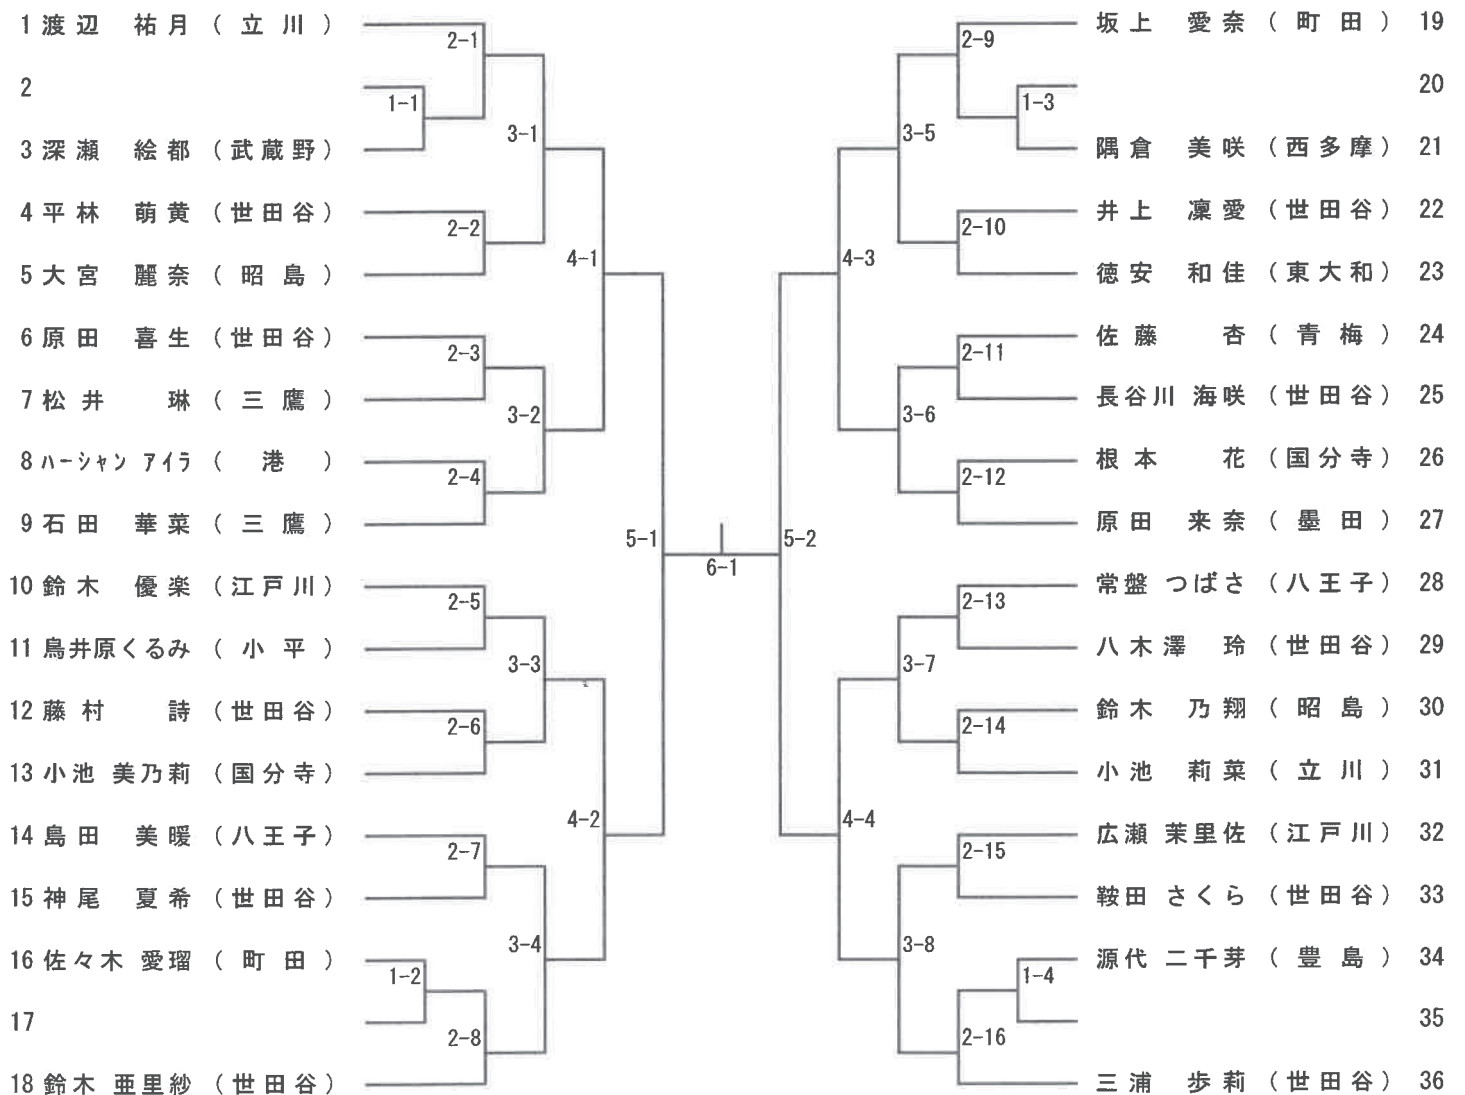 1 渡辺 祐月 ( 立川 )
2
3 深瀬 絵都 (武蔵野)
4 平林 萌黄 (世田谷)
5 大宮 麗奈 ( 昭島 )
6 原田 喜生 (世田谷)
7 松井 琳 ( 三鷹 )
8 ハーシャン アイラ ( 港 )
9 石田 華菜 ( 三鷹 )
10 鈴木 優楽 (江戸川)
11 鳥井原くるみ ( 小平 )
12 藤村 詩 (世田谷)
13 小池 美乃莉 (国分寺)
14 島田 美暖 (八王子)
15 神尾 夏希 (世田谷)
16 佐々木 愛瑠 ( 町田 )
17
18 鈴木 亜里紗 (世田谷)
1-1
1-2
2-1
2-2
2-3
2-4
2-5
2-6
2-7
2-8
3-1
3-2
3-3
3-4
4-1
4-2
5-1
6-1
5-2
4-3
4-4
3-5
3-6
3-7
3-8
2-9
2-10
2-11
2-12
2-13
2-14
2-15
2-16
1-3
1-4
坂上 愛奈 ( 町田 ) 19
20
隅倉 美咲 (西多摩) 21
井上 凜愛 (世田谷) 22
徳安 和佳 (東大和) 23
佐藤 杏 ( 青梅 ) 24
長谷川 海咲 (世田谷) 25
根本 花 (国分寺) 26
原田 来奈 ( 墨田 ) 27
常盤 つばさ (八王子) 28
八木澤 玲 (世田谷) 29
鈴木 乃翔 ( 昭島 ) 30
小池 莉菜 ( 立川 ) 31
広瀬 茉里佐 (江戸川) 32
鞍田 さくら (世田谷) 33
源代 二千芽 ( 豊島 ) 34
35
三浦 歩莉 (世田谷) 36